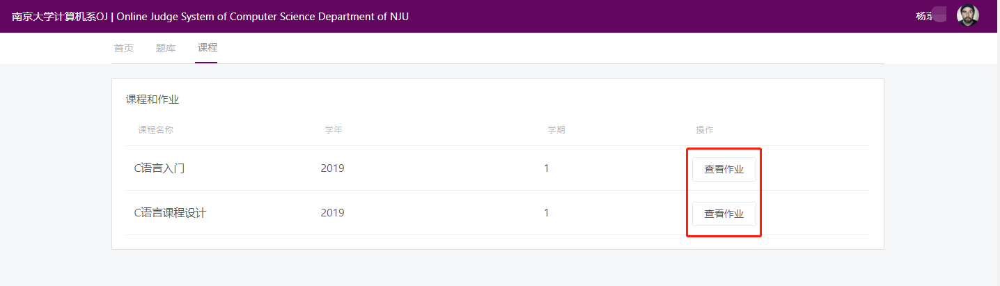 南京大学计算机系OJ | Online Judge System of Computer Science Department of NJU 杨
首页 题库 课程
课程和作业
课程名称 学年 学期 操作
C语言入门 2019 1 查看作业
C语言课程设计 2019 1 查看作业